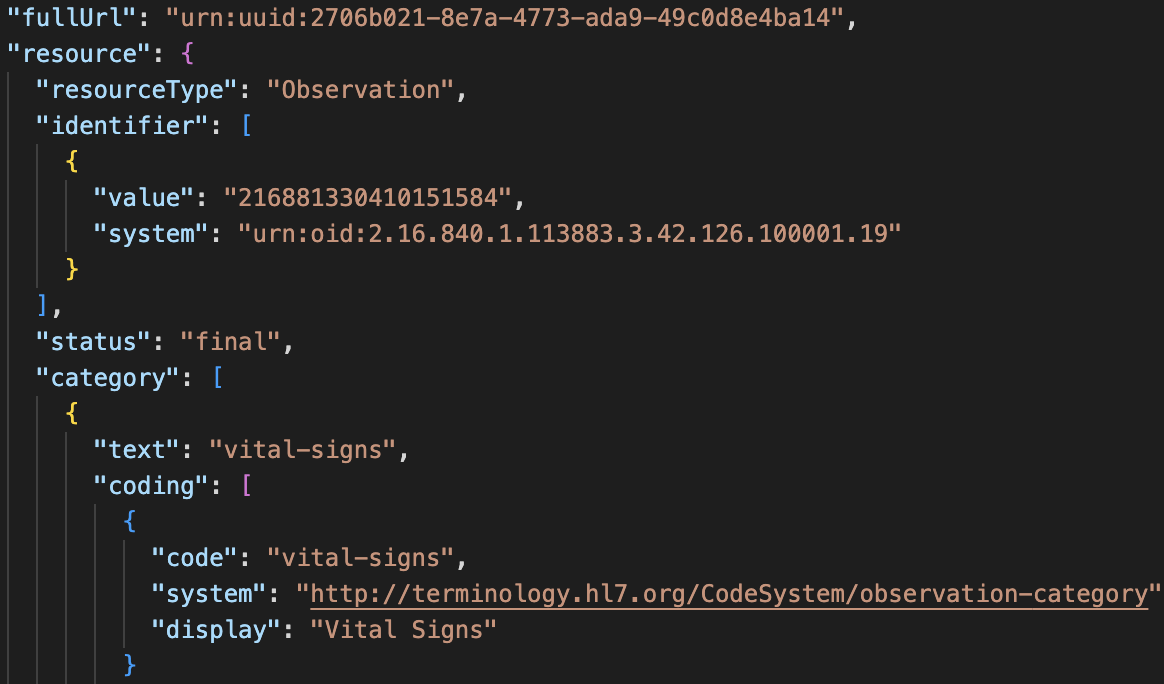 "fullUrl": "urn:uuid:2706b021-8e7a-4773-ada9-49c0d8e4ba14",
"resource": {
"resourceType": "Observation",
"identifier": [
{
"value": "216881330410151584",
"system": "urn:oid:2.16.840.1.113883.3.42.126.100001.19"
}
],
"status": "final",
"category": [
{
"text": "vital-signs",
"coding": [
{
"code": "vital-signs",
"system": "http://terminology.hl7.org/CodeSystem/observation-category"
"display": "Vital Signs"
}